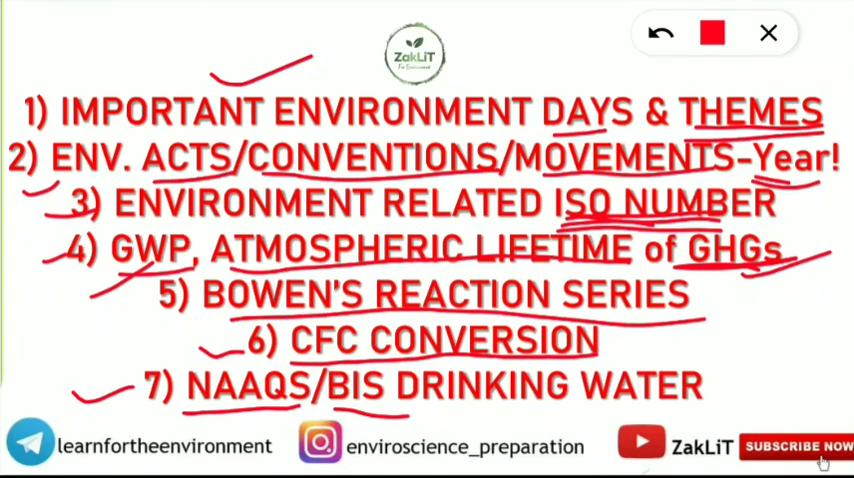 ZakLiT
For Environment
1) IMPORTANT ENVIRONMENT DAYS & THEMES
2) ENV. ACTS/CONVENTIONS/MOVEMENTS-Year!
3) ENVIRONMENT RELATED ISO NUMBER
4) GWP, ATMOSPHERIC LIFETIME of GHGs
5) BOWEN'S REACTION SERIES
6) CFC CONVERSION
7) NAAQS/BIS DRINKING WATER
learnfortheenvironment enviroscience_preparation ZakLiT SUBSCRIBE NOW